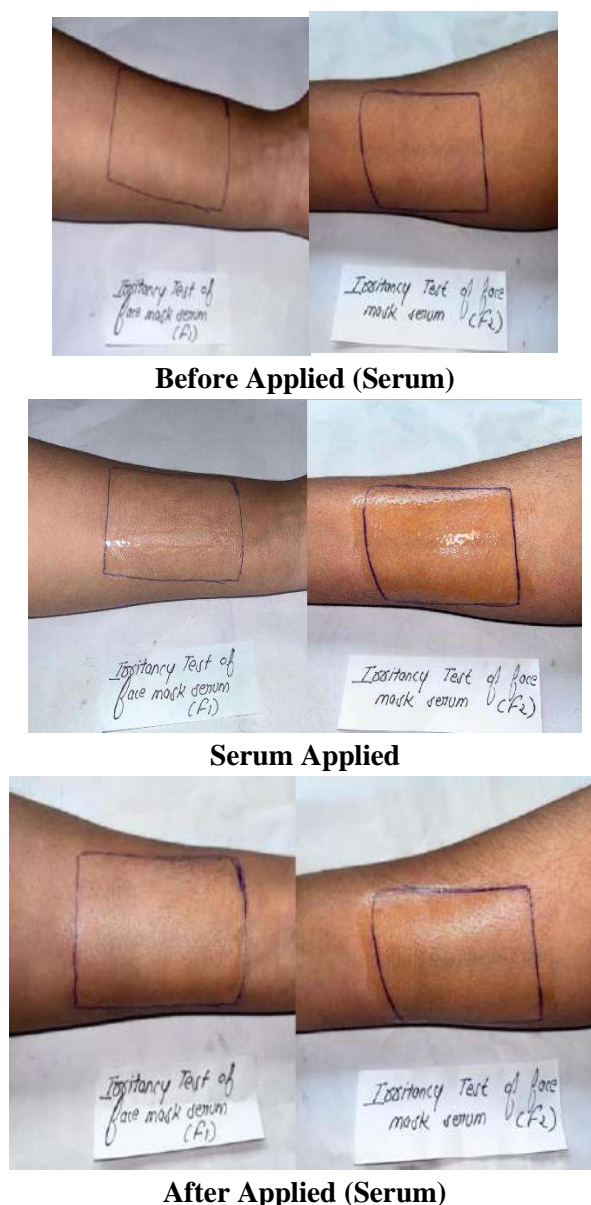 Irritancy Test of
face mask serum
(F1)
Irritancy Test of face
mask serum (F2)
Before Applied (Serum)
Irritancy Test of
face mask serum
(F1)
Irritancy Test of face
mask serum (F2)
Serum Applied
Irritancy Test of
face mask serum
(F1)
Irritancy Test of face
mask serum (F2)
After Applied (Serum)